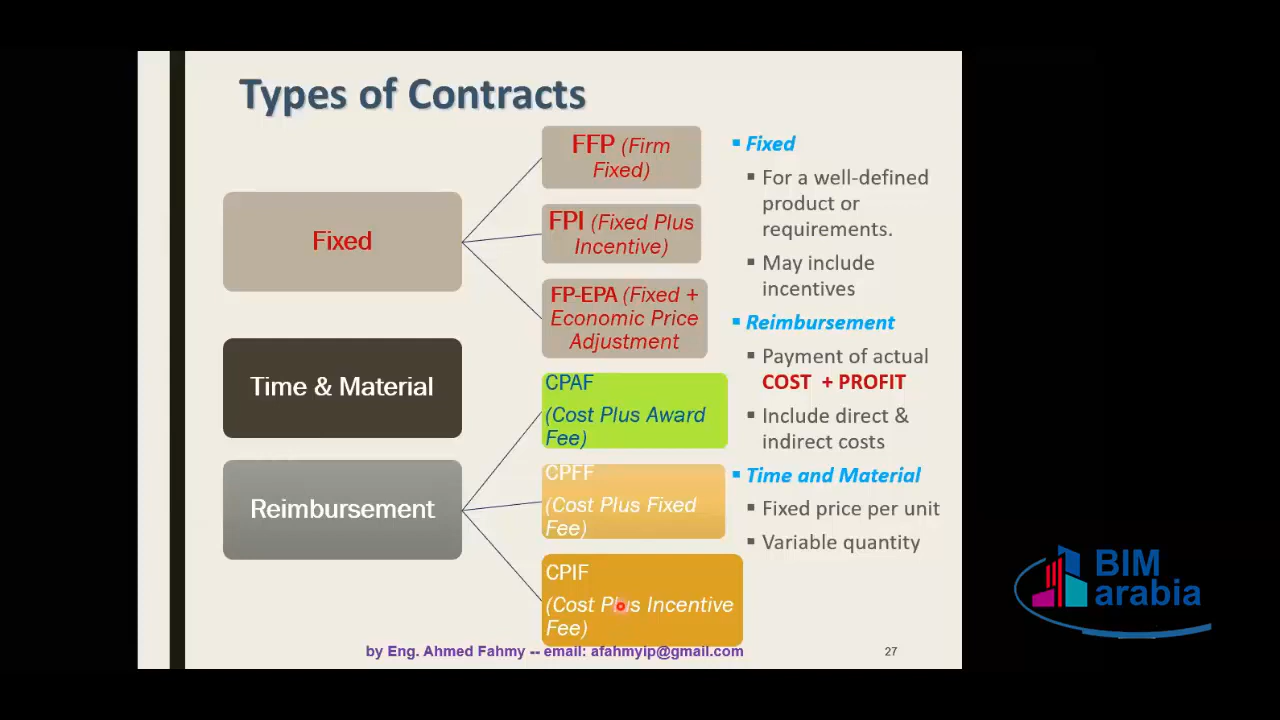 Types of Contracts
Fixed
Time & Material
Reimbursement
FFP (Firm
Fixed)
FPI (Fixed Plus
Incentive)
FP-EPA (Fixed +
Economic Price
Adjustment
CPAF
(Cost Plus Award
Fee)
CPFF
(Cost Plus Fixed
Fee)
CPIF
(Cost Plus Incentive
Fee)
Fixed
For a well-defined
product or
requirements.
May include
incentives
Reimbursement
Payment of actual
COST + PROFIT
Include direct &
indirect costs
Time and Material
Fixed price per unit
Variable quantity
by Eng. Ahmed Fahmy -- email: afahmyip@gmail.com
27
BIM
arabia